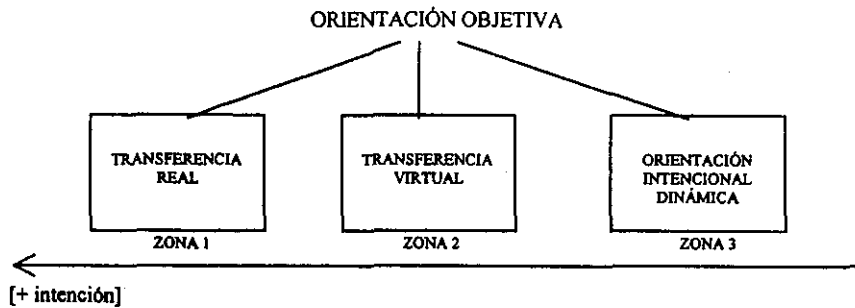 ORIENTACIÓN OBJETIVA
TRANSFERENCIA
REAL
TRANSFERENCIA
VIRTUAL
ORIENTACIÓN
INTENCIONAL
DINÁMICA
ZONA 1
ZONA 2
ZONA 3
[+ intención]